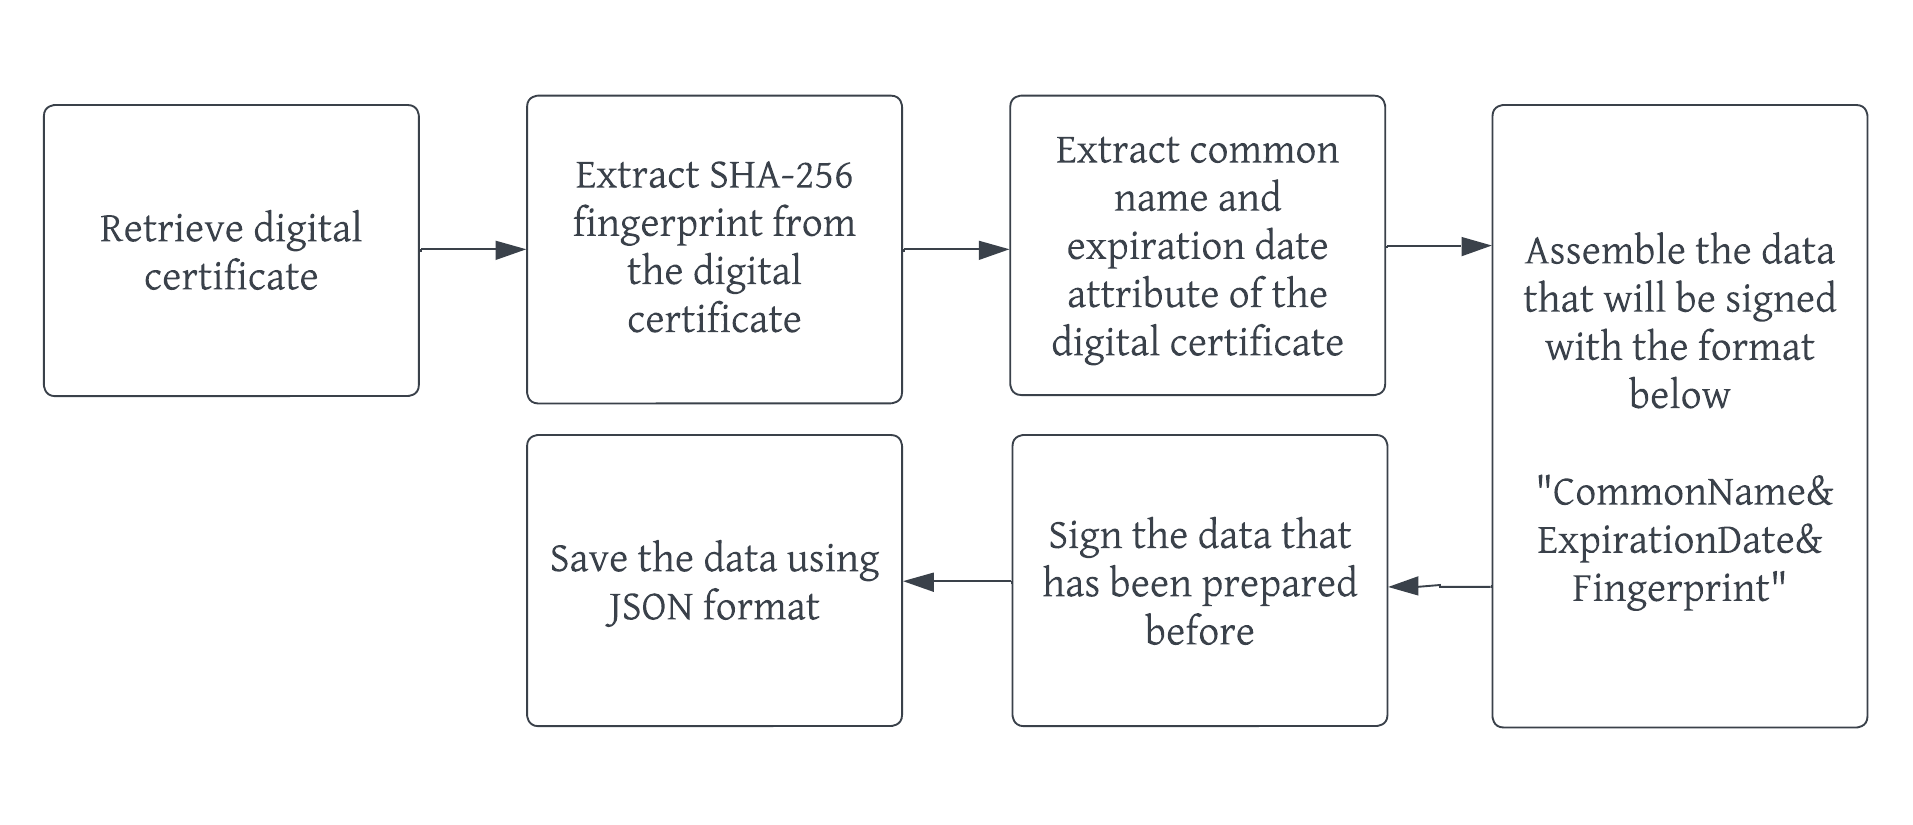 Retrieve digital
certificate
Extract SHA-256
fingerprint from
the digital
certificate
Extract common
name and
expiration date
attribute of the
digital certificate
Assemble the data
that will be signed
with the format
below
"CommonName&
ExpirationDate&
Fingerprint"
Sign the data that
has been prepared
before
Save the data using
JSON format